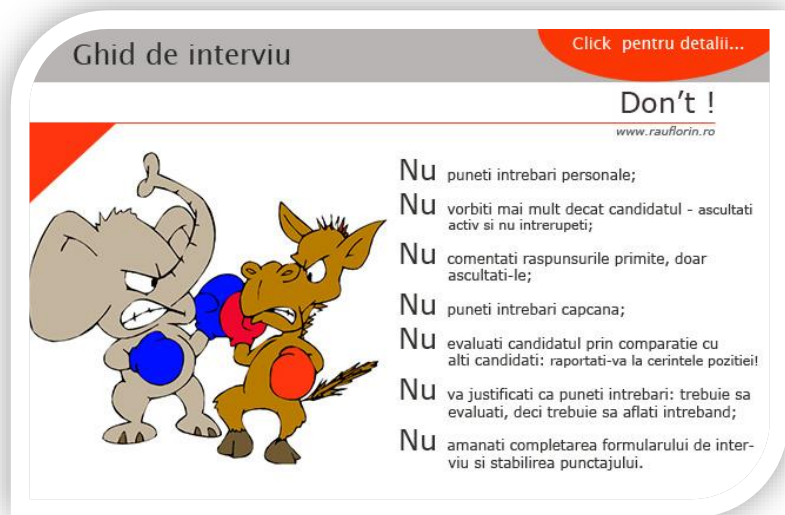 Ghid de interviu
Click pentru detalii...
Don't !
www.rauflorin.ro
Nu puneti intrebari personale;
Nu vorbiti mai mult decat candidatul - ascultati
activ si nu intrerupeti;
Nu comentati raspunsurile primite, doar
ascultati-le;
Nu puneti intrebari capcana;
Nu evaluati candidatul prin comparatie cu
alti candidati: raportati-va la cerintele pozitiei!
Nu va justificati ca puneti intrebari: trebuie sa
evaluati, deci trebuie sa aflati intreband;
Nu amanati completarea formularului de inter-
viu si stabilirea punctajului.